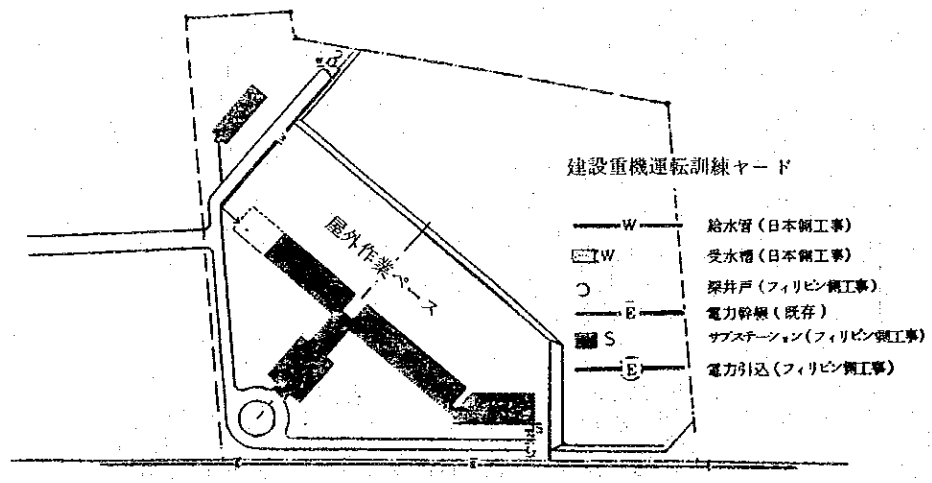 建設重機運転訓練ヤード
屋外作業ペース
W 給水管(日本側工事)
W 受水槽(日本側工事)
深井戸(フィリピン側工事)
E 電力幹線(既存)
S サブステーション(フィリピン側工事)
E 電力引込(フィリピン側工事)
W
E